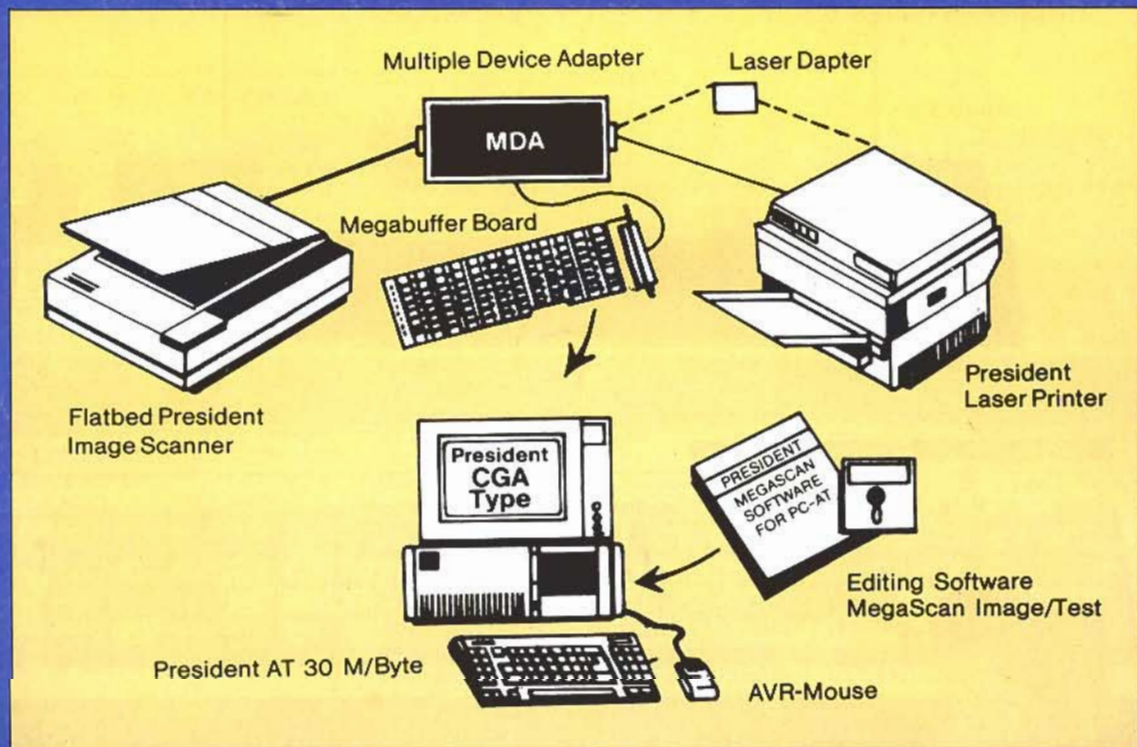 Multiple Device Adapter
Laser Dapter
MDA
Megabuffer Board
Flatbed President
Image Scanner
President
Laser Printer
President
CGA
Type
PRESIDENT
MEGASCAN
SOFTWARE
FOR PC-AT
Editing Software
MegaScan Image/Test
President AT 30 M/Byte
AVR-Mouse